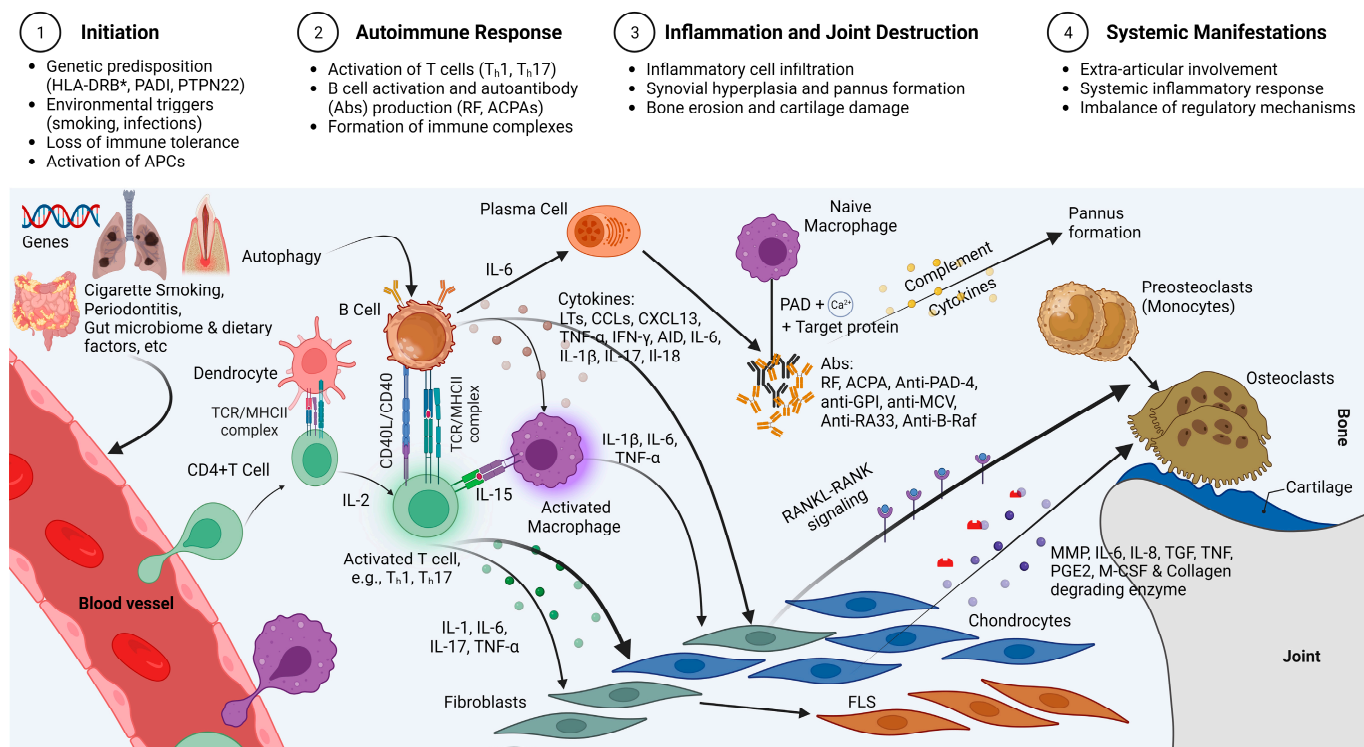 1 Initiation
• Genetic predisposition
(HLA-DRB*, PADI, PTPN22)
• Environmental triggers
(smoking, infections)
• Loss of immune tolerance
• Activation of APCs
2 Autoimmune Response
• Activation of T cells (Tₕ1, Tₕ17)
• B cell activation and autoantibody
(Abs) production (RF, ACPAs)
• Formation of immune complexes
3 Inflammation and Joint Destruction
• Inflammatory cell infiltration
• Synovial hyperplasia and pannus formation
• Bone erosion and cartilage damage
4 Systemic Manifestations
• Extra-articular involvement
• Systemic inflammatory response
• Imbalance of regulatory mechanisms
Genes
Cigarette Smoking,
Periodontitis,
Gut microbiome & dietary
factors, etc
Autophagy
B Cell
Dendrocyte
TCR/MHCII
complex
CD4+T Cell
IL-2
CD40L/CD40
TCR/MHCII
complex
IL-15
Activated T cell,
e.g., Tₕ1, Tₕ17
Blood vessel
Plasma Cell
IL-6
Cytokines:
LTs, CCLs, CXCL13,
TNF-α, IFN-γ, AID, IL-6,
IL-1β, IL-17, Il-18
IL-1β, IL-6,
TNF-α
Activated
Macrophage
IL-1, IL-6,
IL-17, TNF-α
Fibroblasts
FLS
Naive
Macrophage
PAD + Ca²⁺
+ Target protein
Complement
Cytokines
Pannus
formation
Abs:
RF, ACPA, Anti-PAD-4,
anti-GPI, anti-MCV,
Anti-RA33, Anti-B-Raf
Preosteoclasts
(Monocytes)
Osteoclasts
Bone
Cartilage
RANKL-RANK
signaling
MMP, IL-6, IL-8, TGF, TNF,
PGE2, M-CSF & Collagen
degrading enzyme
Chondrocytes
Joint